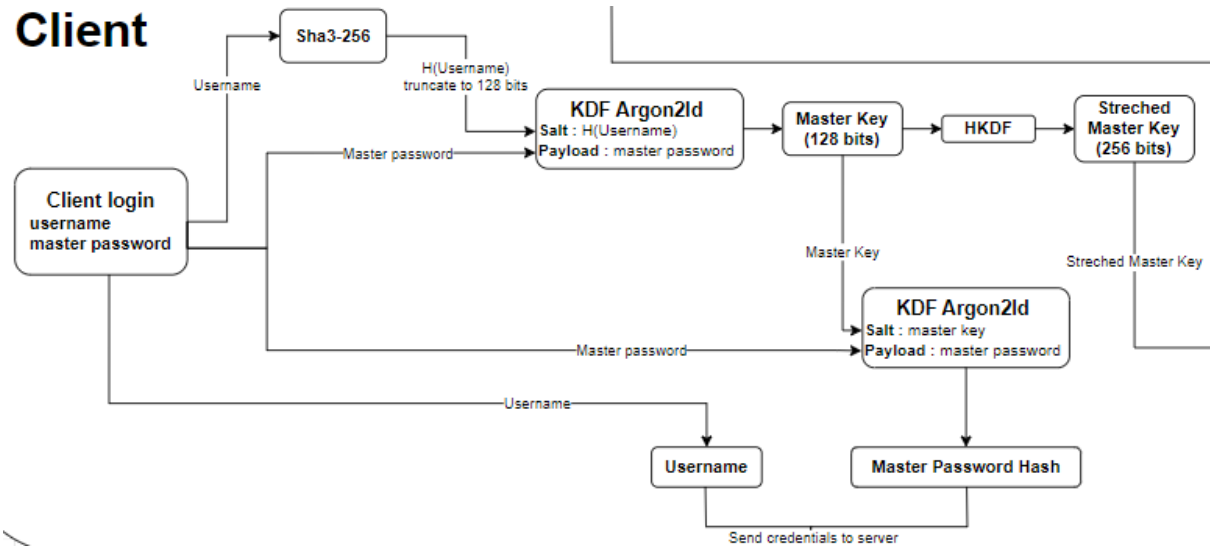 Client
Sha3-256
Username
H(Username)
truncate to 128 bits
KDF Argon2Id
Salt : H(Username)
Payload : master password
Master Key
(128 bits)
HKDF
Streched
Master Key
(256 bits)
Master password
Client login
username
master password
Master Key
Streched Master Key
KDF Argon2Id
Salt : master key
Payload : master password
Master password
Username
Username
Master Password Hash
Send credentials to server